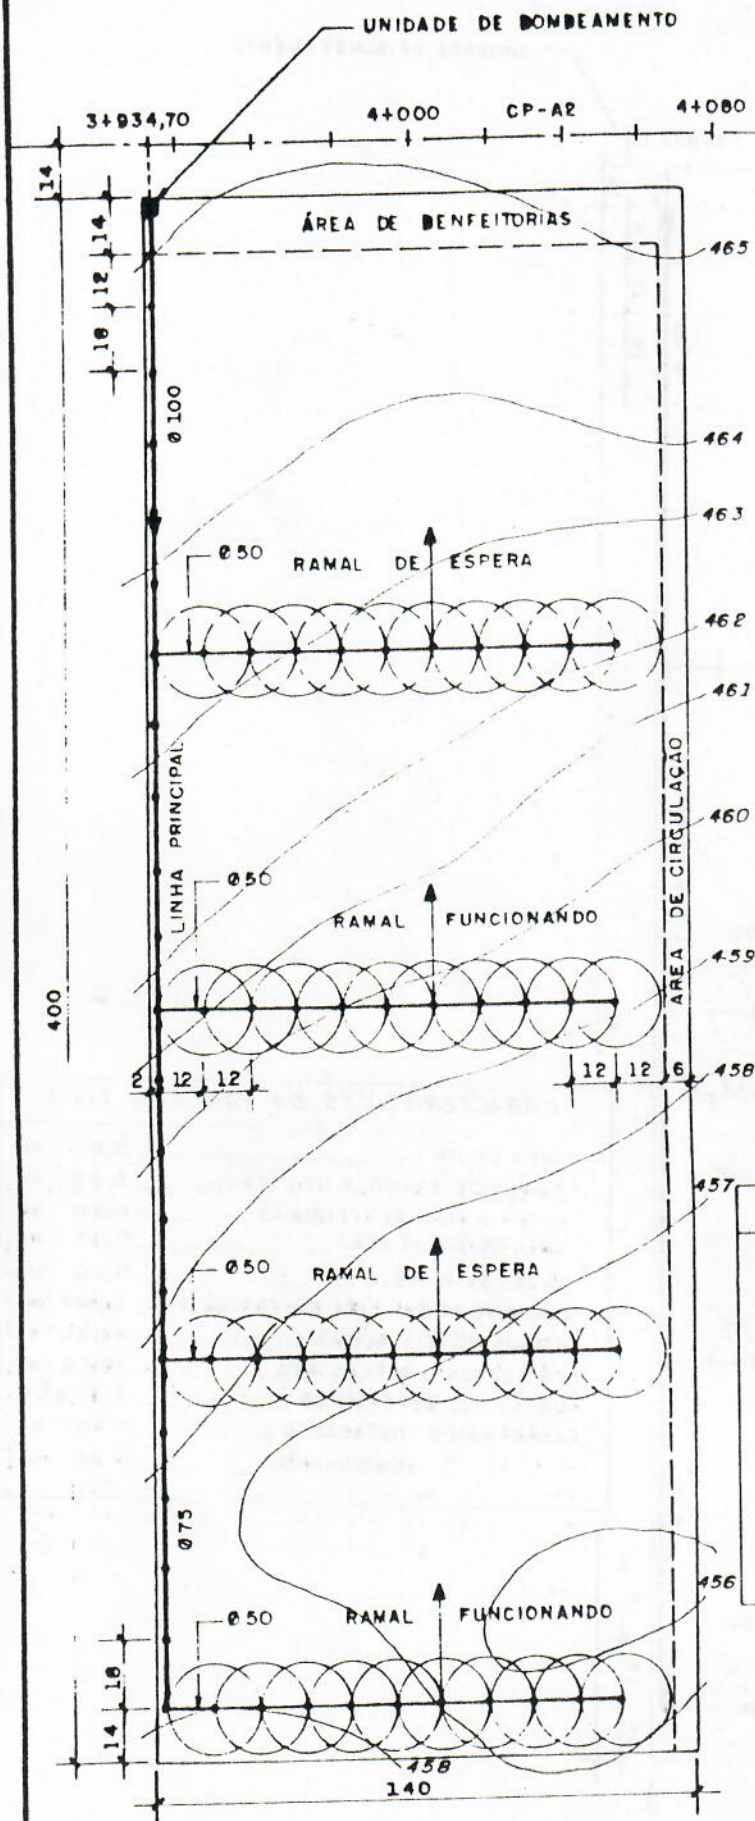 UNIDADE DE BOMBEAMENTO
3+934,70
4+000
CP-A2
4+080
14
14
12
18
ÁREA DE BENFEITORIAS
465
Ø 100
464
463
Ø50
RAMAL DE ESPERA
462
461
LINHA PRINCIPAL
ÁREA DE CIRCULAÇÃO
460
Ø50
RAMAL FUNCIONANDO
459
400
2
12
12
12
12
6
458
457
Ø50
RAMAL DE ESPERA
Ø75
456
Ø50
RAMAL FUNCIONANDO
18
14
458
140